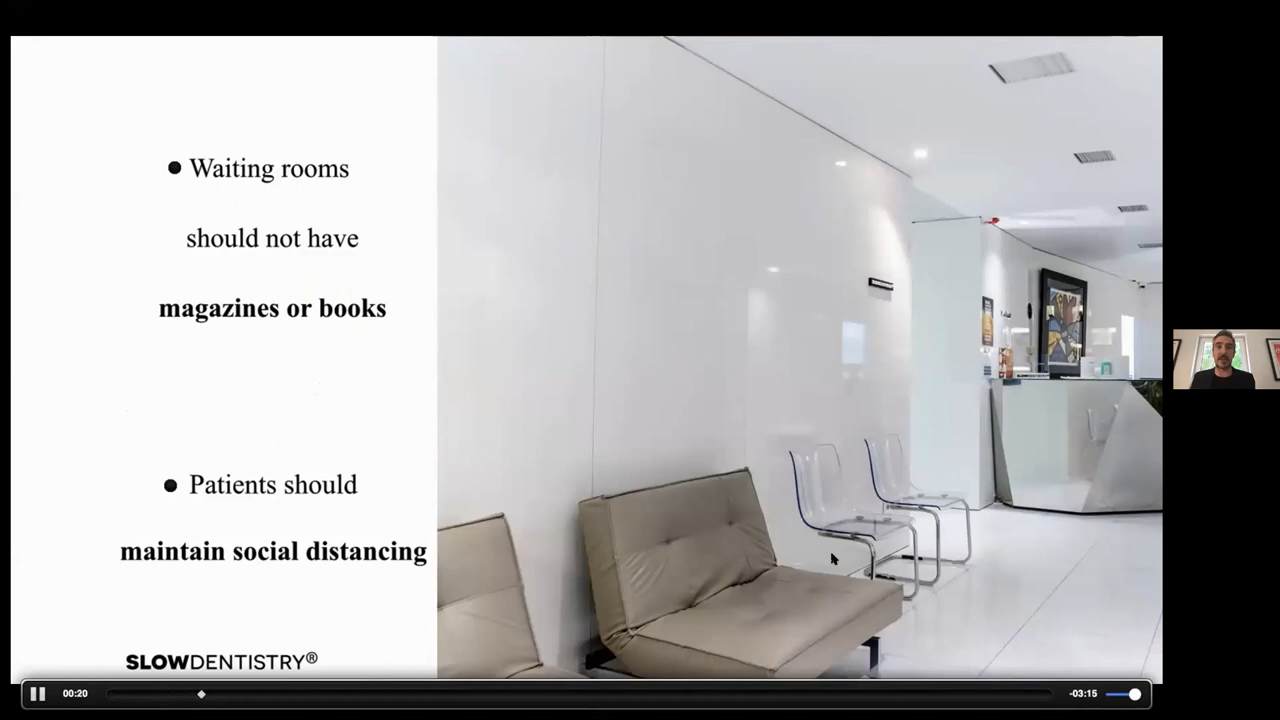 ● Waiting rooms
should not have
magazines or books
● Patients should
maintain social distancing
SLOWDENTISTRY®
00:20
-03:15